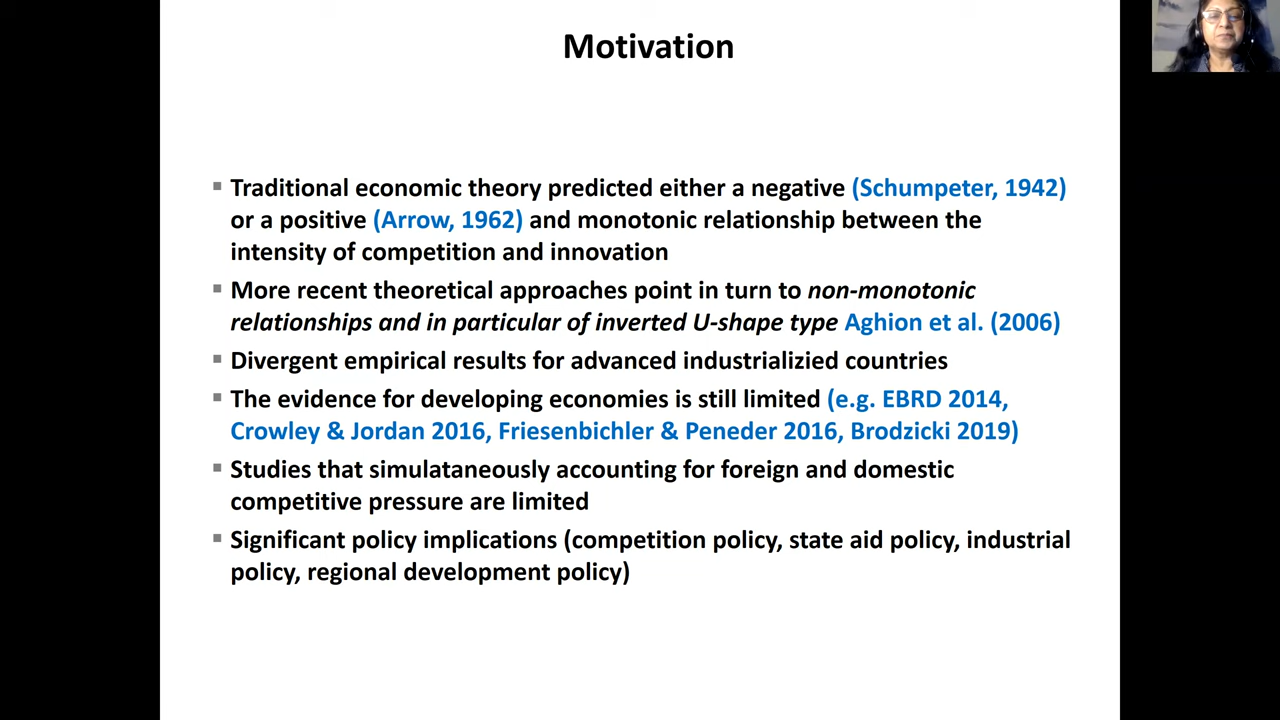 Motivation
▪ Traditional economic theory predicted either a negative (Schumpeter, 1942)
or a positive (Arrow, 1962) and monotonic relationship between the
intensity of competition and innovation
▪ More recent theoretical approaches point in turn to non-monotonic
relationships and in particular of inverted U-shape type Aghion et al. (2006)
▪ Divergent empirical results for advanced industrializied countries
▪ The evidence for developing economies is still limited (e.g. EBRD 2014,
Crowley & Jordan 2016, Friesenbichler & Peneder 2016, Brodzicki 2019)
▪ Studies that simulataneously accounting for foreign and domestic
competitive pressure are limited
▪ Significant policy implications (competition policy, state aid policy, industrial
policy, regional development policy)